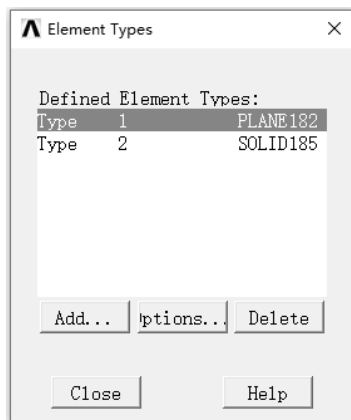 Element Types
Defined Element Types:
Type 1 PLANE182
Type 2 SOLID185
Add... ptions... Delete
Close Help